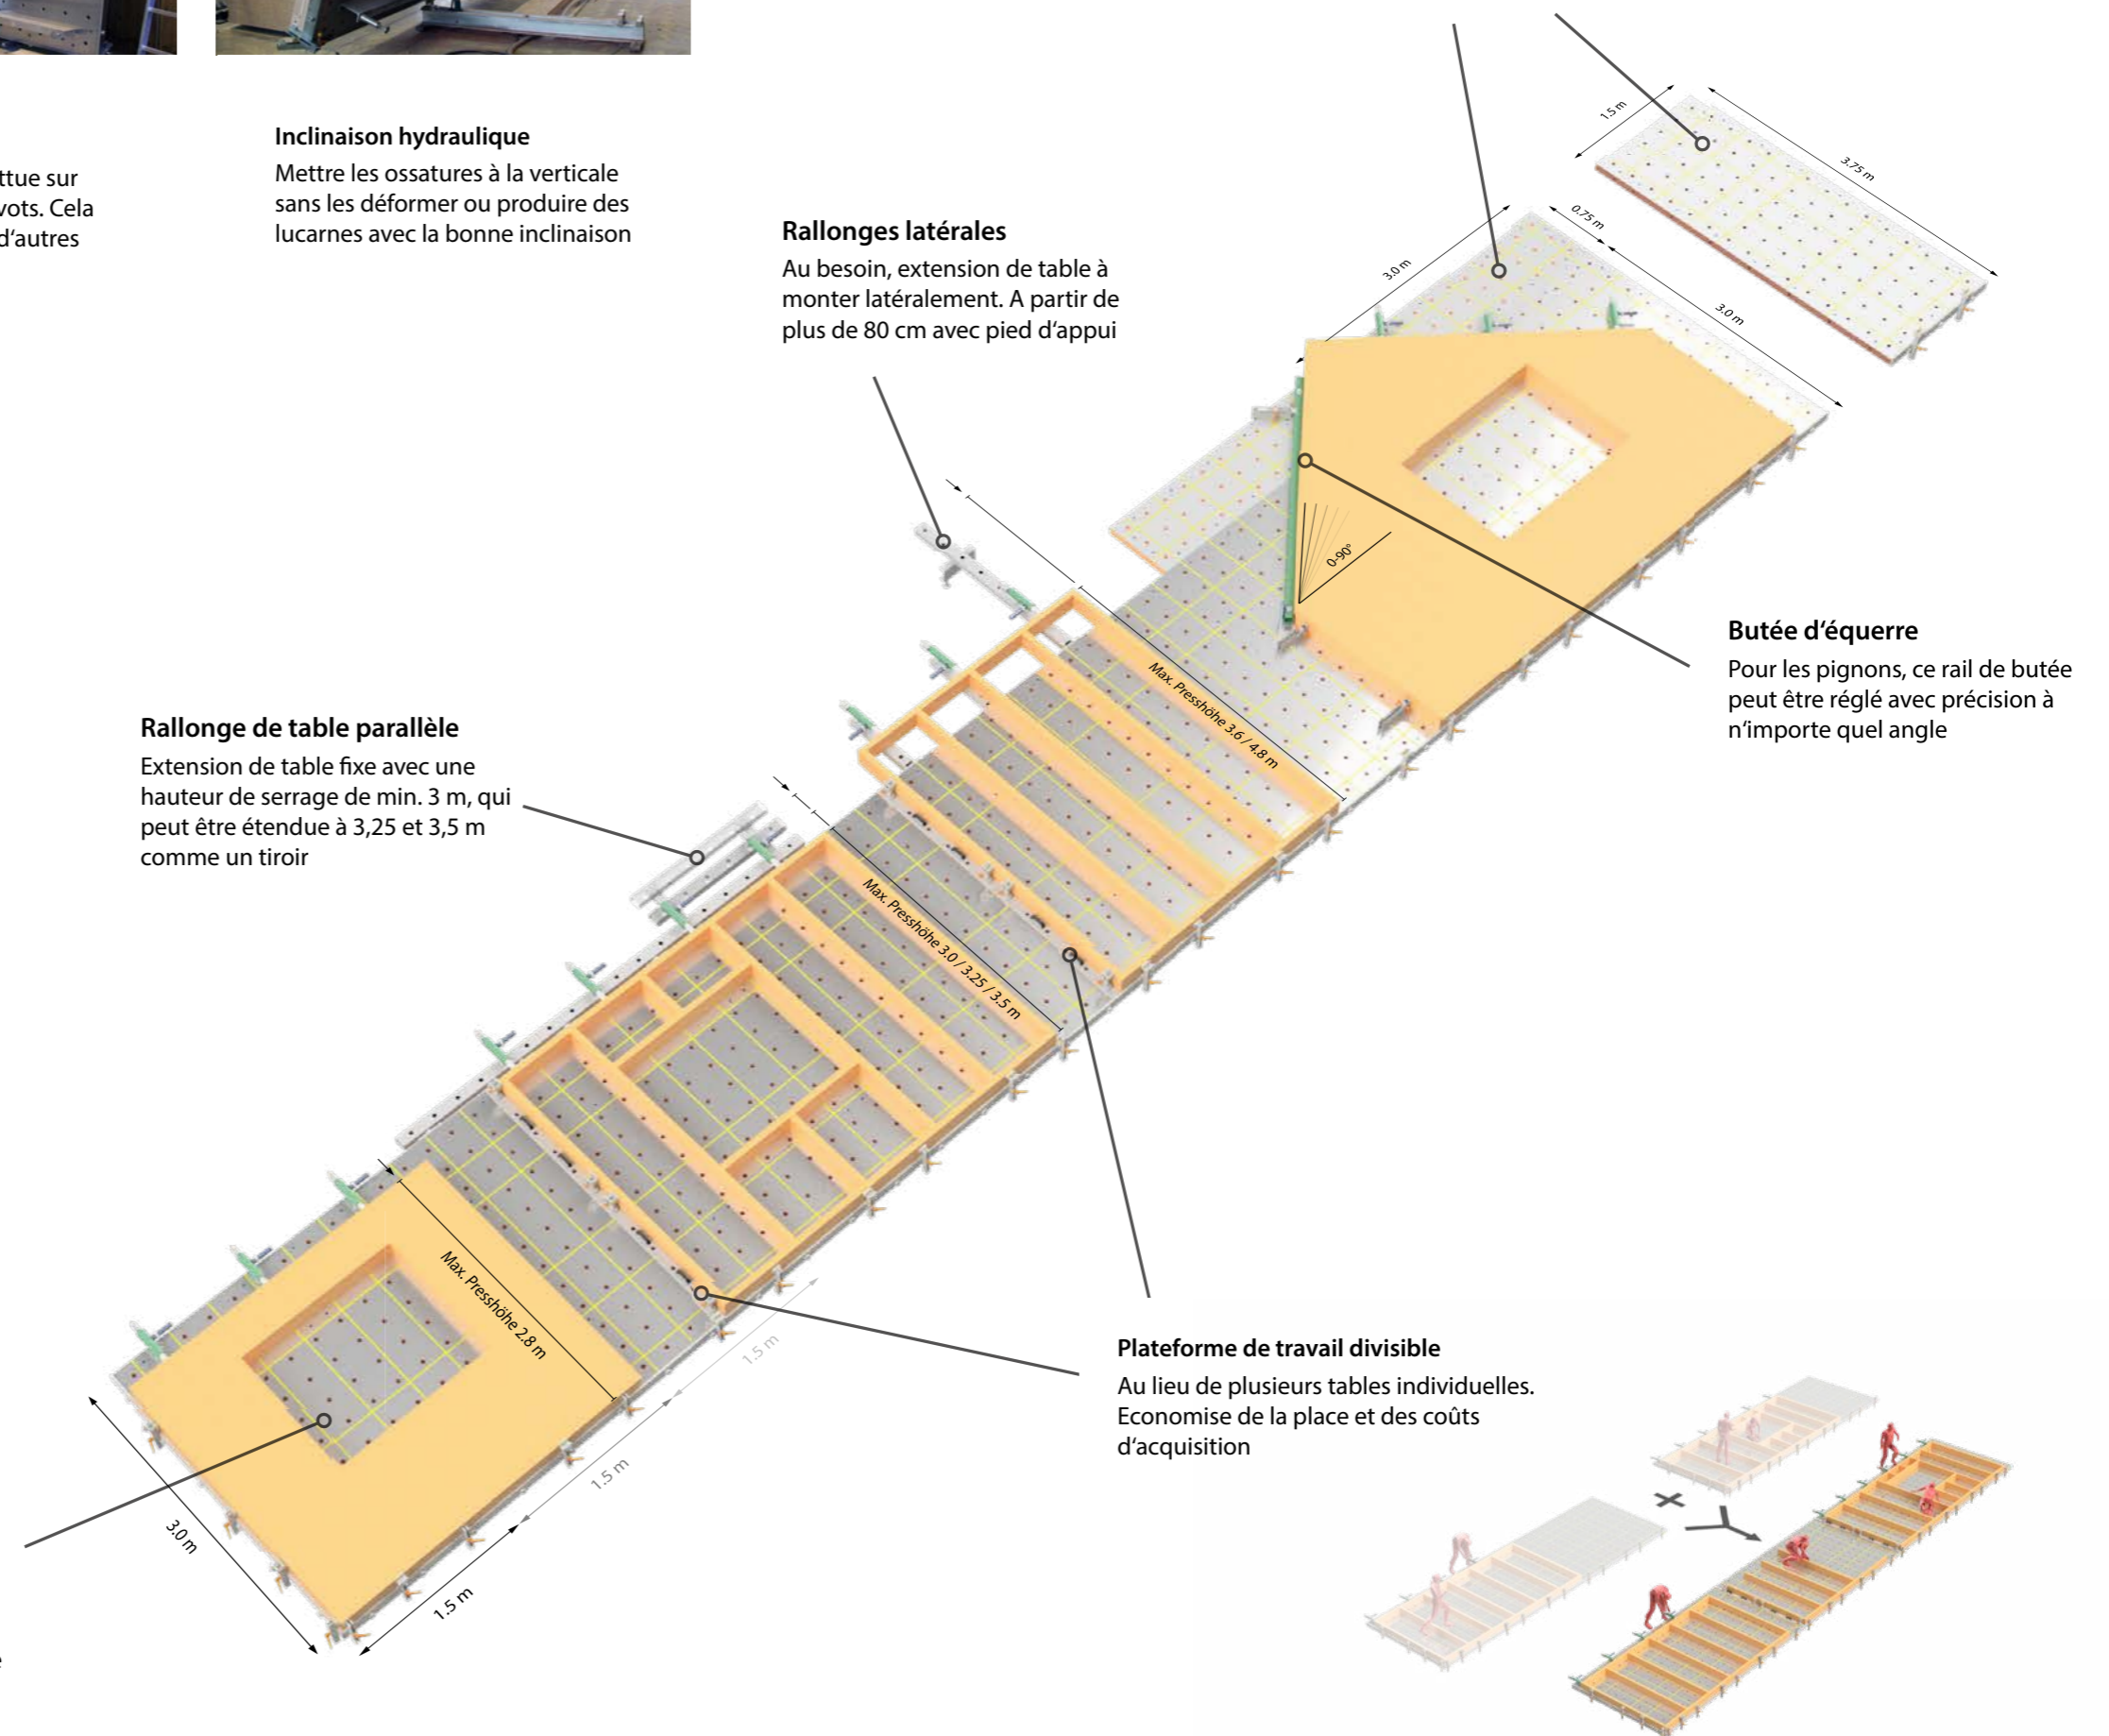 ttue sur
vots. Cela
d‘autres
Inclinaison hydraulique
Mettre les ossatures à la verticale
sans les déformer ou produire des
lucarnes avec la bonne inclinaison
Rallonges latérales
Au besoin, extension de table à
monter latéralement. A partir de
plus de 80 cm avec pied d‘appui
1.5 m
3.75 m
0.75 m
3.0 m
3.0 m
0-90°
Butée d‘équerre
Pour les pignons, ce rail de butée
peut être réglé avec précision à
n‘importe quel angle
Max. Presshöhe 3.6 / 4.8 m
Rallonge de table parallèle
Extension de table fixe avec une
hauteur de serrage de min. 3 m, qui
peut être étendue à 3,25 et 3,5 m
comme un tiroir
Max. Presshöhe 3.0 / 3.25 / 3.5 m
Max. Presshöhe 2.8 m
1.5 m
1.5 m
1.5 m
3.0 m
Plateforme de travail divisible
Au lieu de plusieurs tables individuelles.
Economise de la place et des coûts
d‘acquisition